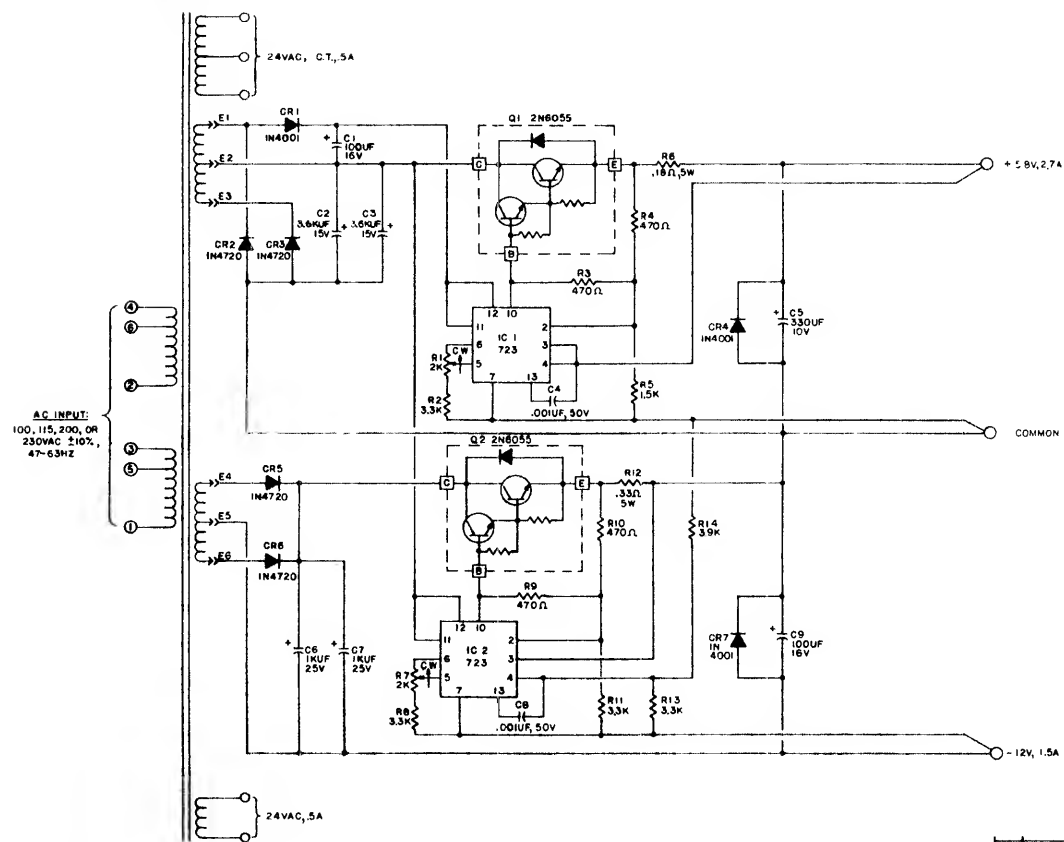 24VAC, C.T., .5A
E1
CR1
1N4001
+
C1
100UF
16V
E2
E3
CR2
1N4720
CR3
1N4720
C2
3.6KUF
15V
+
C3
3.6KUF
15V
+
Q1 2N6055
C
E
B
R6
.18Ω, 5W
+ 5.8V, 2.7A
R4
470Ω
R3
470Ω
12
10
11
2
6
3
5
4
7
13
IC 1
723
R1
2K
CW
R2
3.3K
C4
.001UF, 50V
R5
1.5K
CR4
1N4001
+
C5
330UF
10V
COMMON
4
6
2
AC INPUT:
100, 115, 200, OR
230VAC ±10%,
47-63HZ
3
5
1
E4
CR5
1N4720
E5
E6
CR6
1N4720
+
C6
1KUF
25V
+
C7
1KUF
25V
Q2 2N6055
C
E
B
R12
.33Ω
5W
R10
470Ω
R14
3.9K
R9
470Ω
12
10
11
2
6
3
5
4
7
13
IC 2
723
R7
2K
CW
R8
3.3K
C8
.001UF, 50V
R11
3.3K
R13
3.3K
CR7
1N
4001
+
C9
100UF
16V
-12V, 1.5A
24VAC, .5A